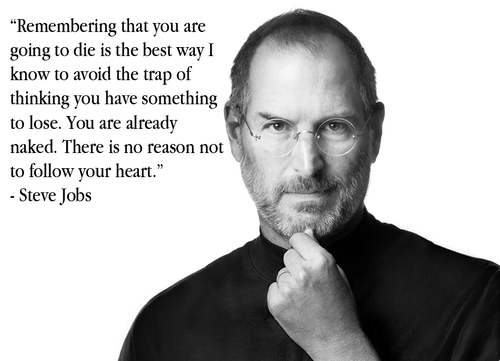 “Remembering that you are
going to die is the best way I
know to avoid the trap of
thinking you have something
to lose. You are already
naked. There is no reason not
to follow your heart.”
- Steve Jobs